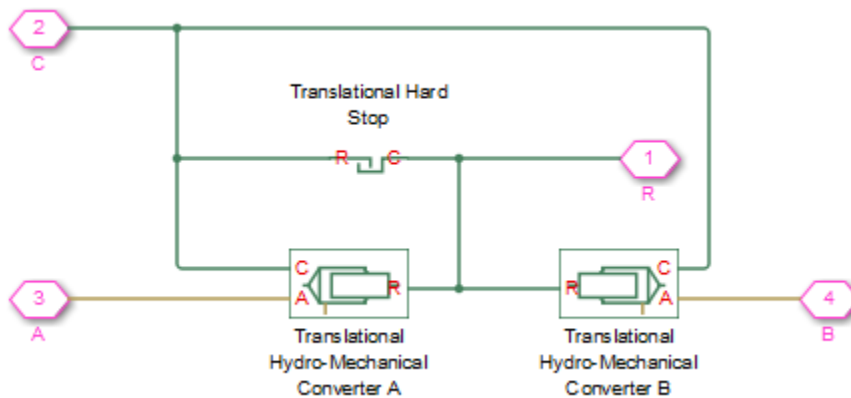 2
C
Translational Hard
Stop
R C
1
R
C
A
R
R
C
A
3
A
4
B
Translational
Hydro-Mechanical
Converter A
Translational
Hydro-Mechanical
Converter B